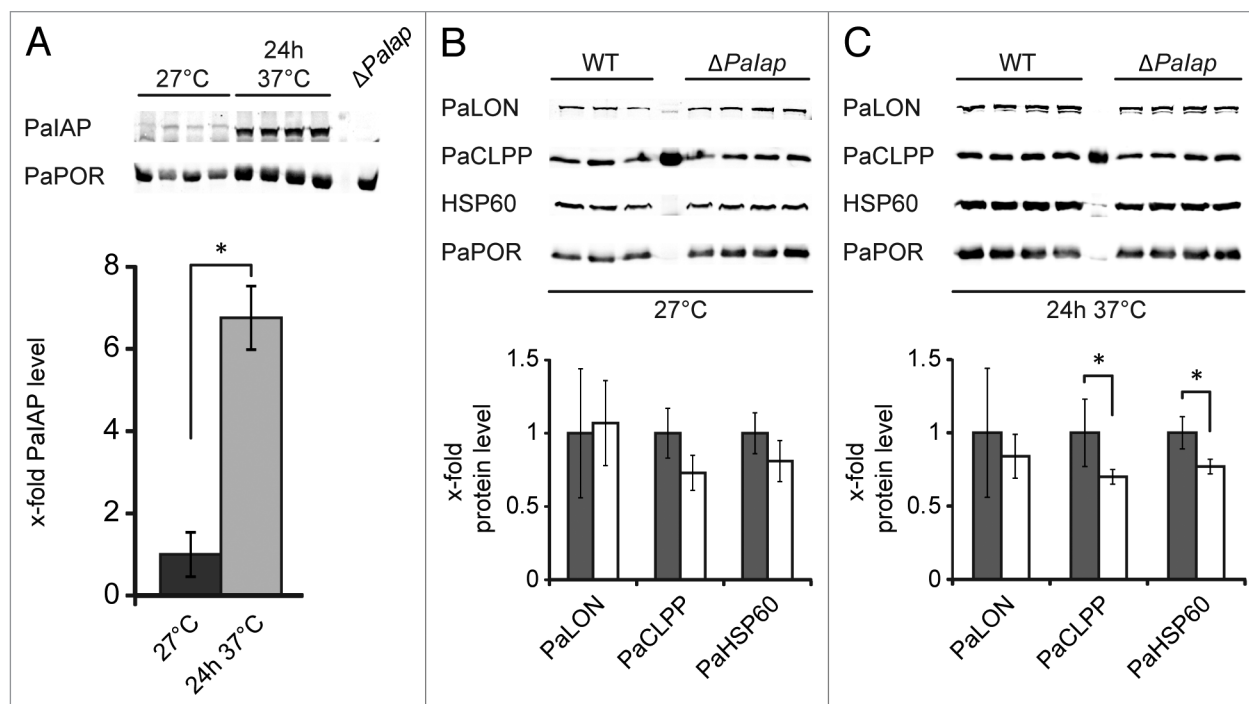 A
27°C
24h
37°C
ΔPaIap
PaIAP
PaPOR
*
8
6
4
2
0
x-fold PaIAP level
27°C
24h 37°C
B
WT
ΔPaIap
PaLON
PaCLPP
HSP60
PaPOR
27°C
1.5
1
0.5
0
x-fold
protein level
PaLON
PaCLPP
PaHSP60
C
WT
ΔPaIap
PaLON
PaCLPP
HSP60
PaPOR
24h 37°C
1.5
1
0.5
0
x-fold
protein level
*
*
PaLON
PaCLPP
PaHSP60